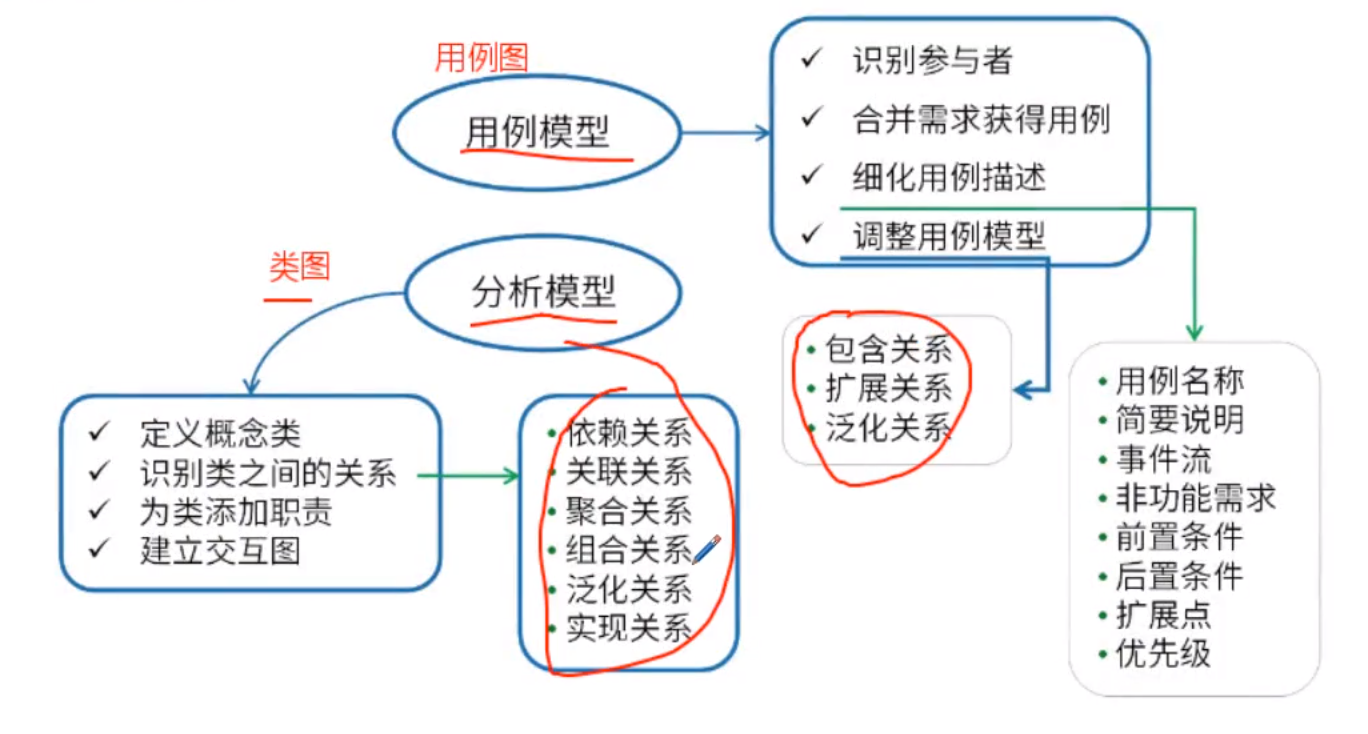 用例图
用例模型
识别参与者
合并需求获得用例
细化用例描述
调整用例模型
类图
分析模型
定义概念类
识别类之间的关系
为类添加职责
建立交互图
依赖关系
关联关系
聚合关系
组合关系
泛化关系
实现关系
包含关系
扩展关系
泛化关系
用例名称
简要说明
事件流
非功能需求
前置条件
后置条件
扩展点
优先级